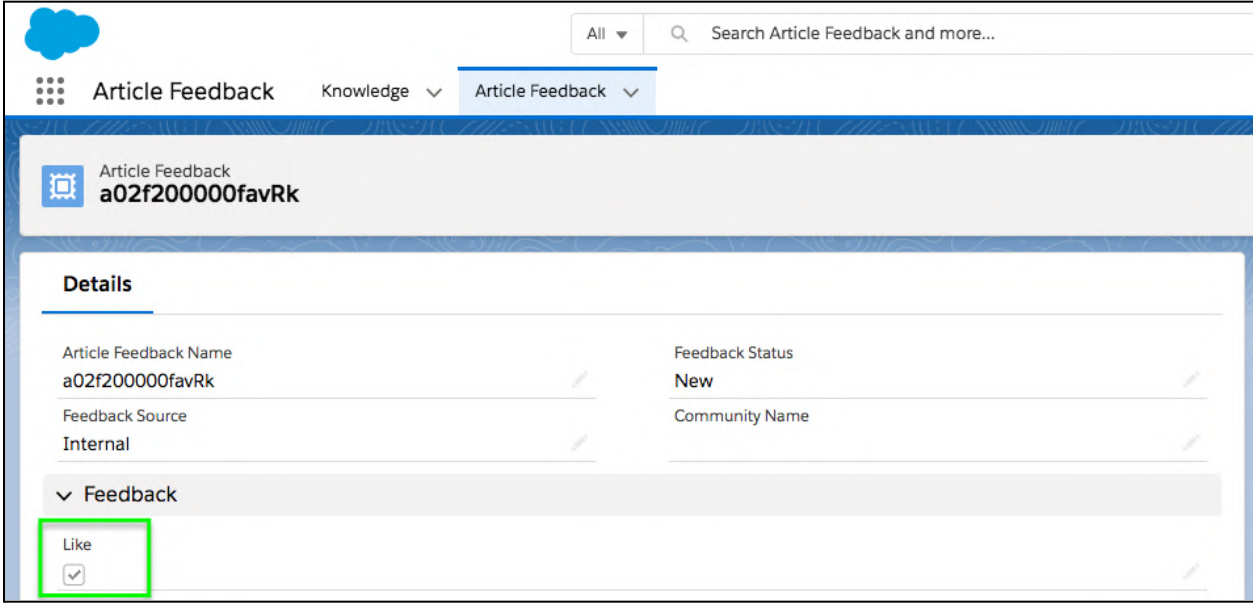 All
Search Article Feedback and more...
Article Feedback
Knowledge
Article Feedback
Article Feedback
a02f200000favRk
Details
Article Feedback Name
a02f200000favRk
Feedback Status
New
Feedback Source
Internal
Community Name
Feedback
Like